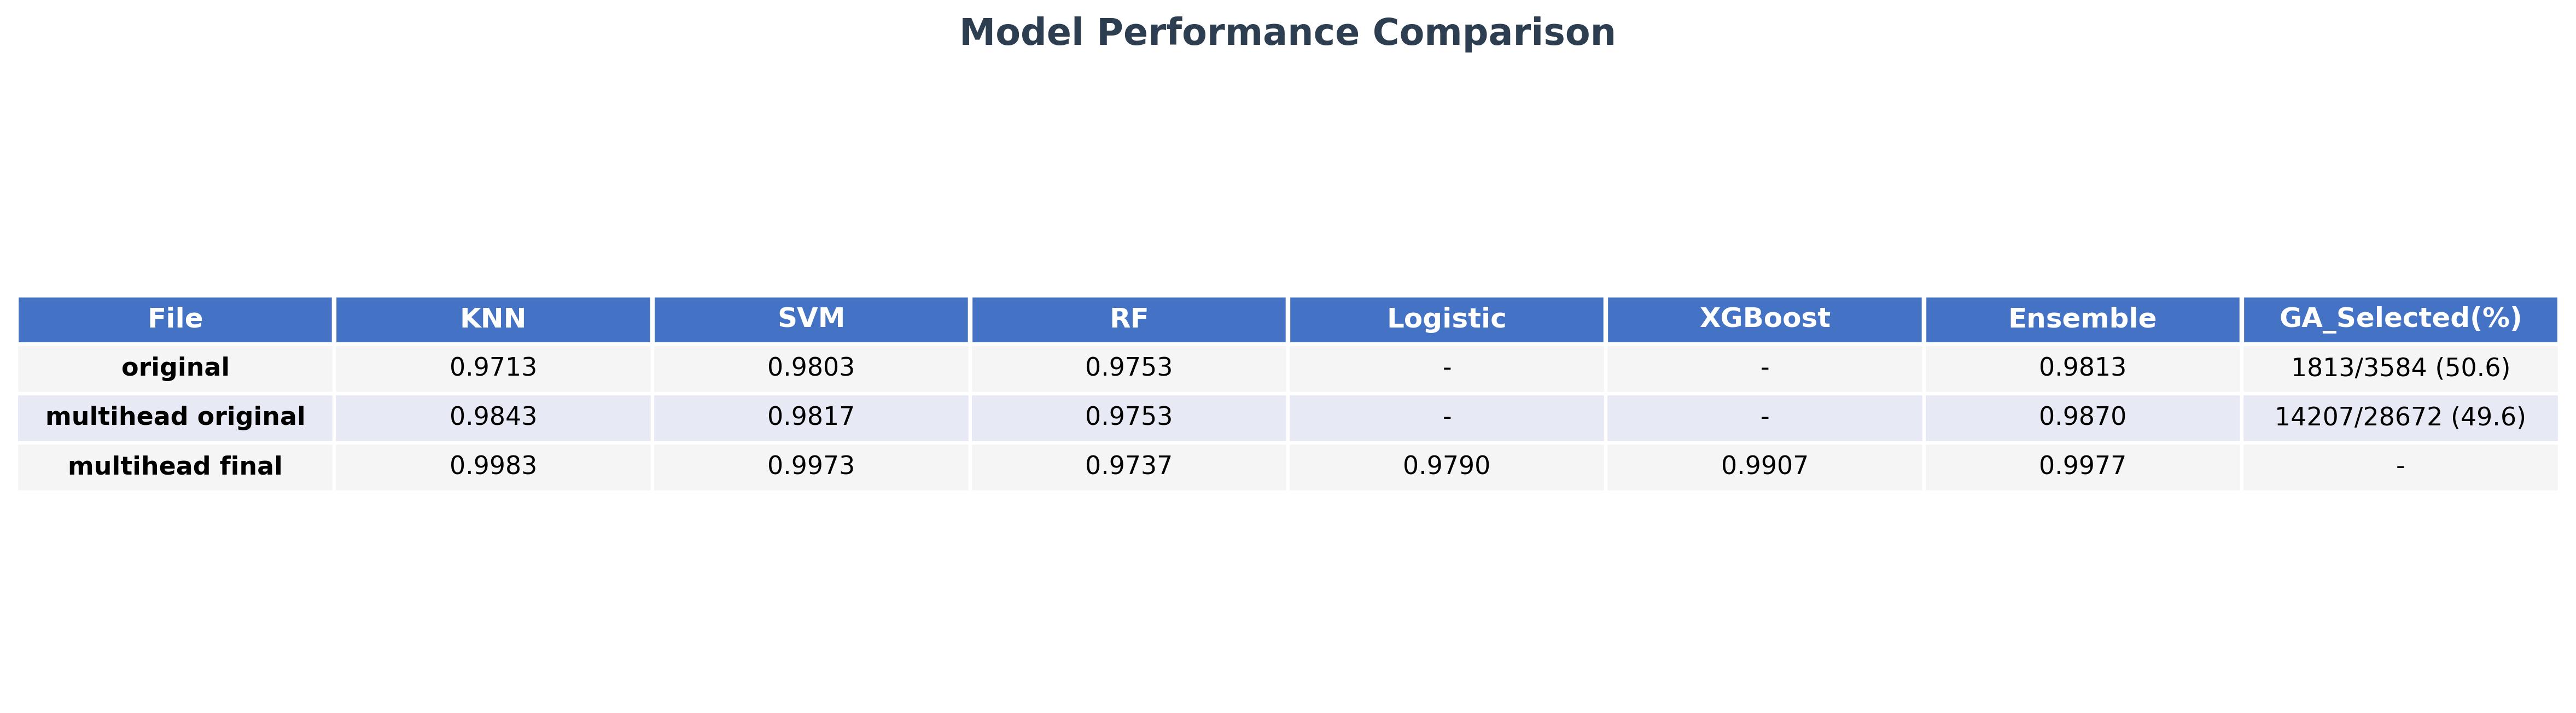 Model Performance Comparison
File KNN SVM RF Logistic XGBoost Ensemble GA_Selected(%)
original 0.9713 0.9803 0.9753 - - 0.9813 1813/3584 (50.6)
multihead original 0.9843 0.9817 0.9753 - - 0.9870 14207/28672 (49.6)
multihead final 0.9983 0.9973 0.9737 0.9790 0.9907 0.9977 -